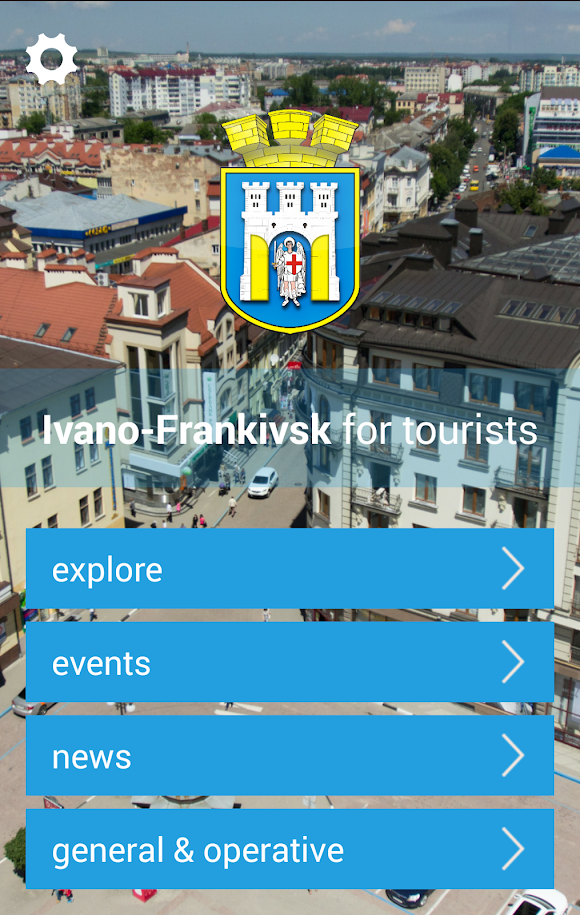 Ivano-Frankivsk for tourists
explore
events
news
general & operative